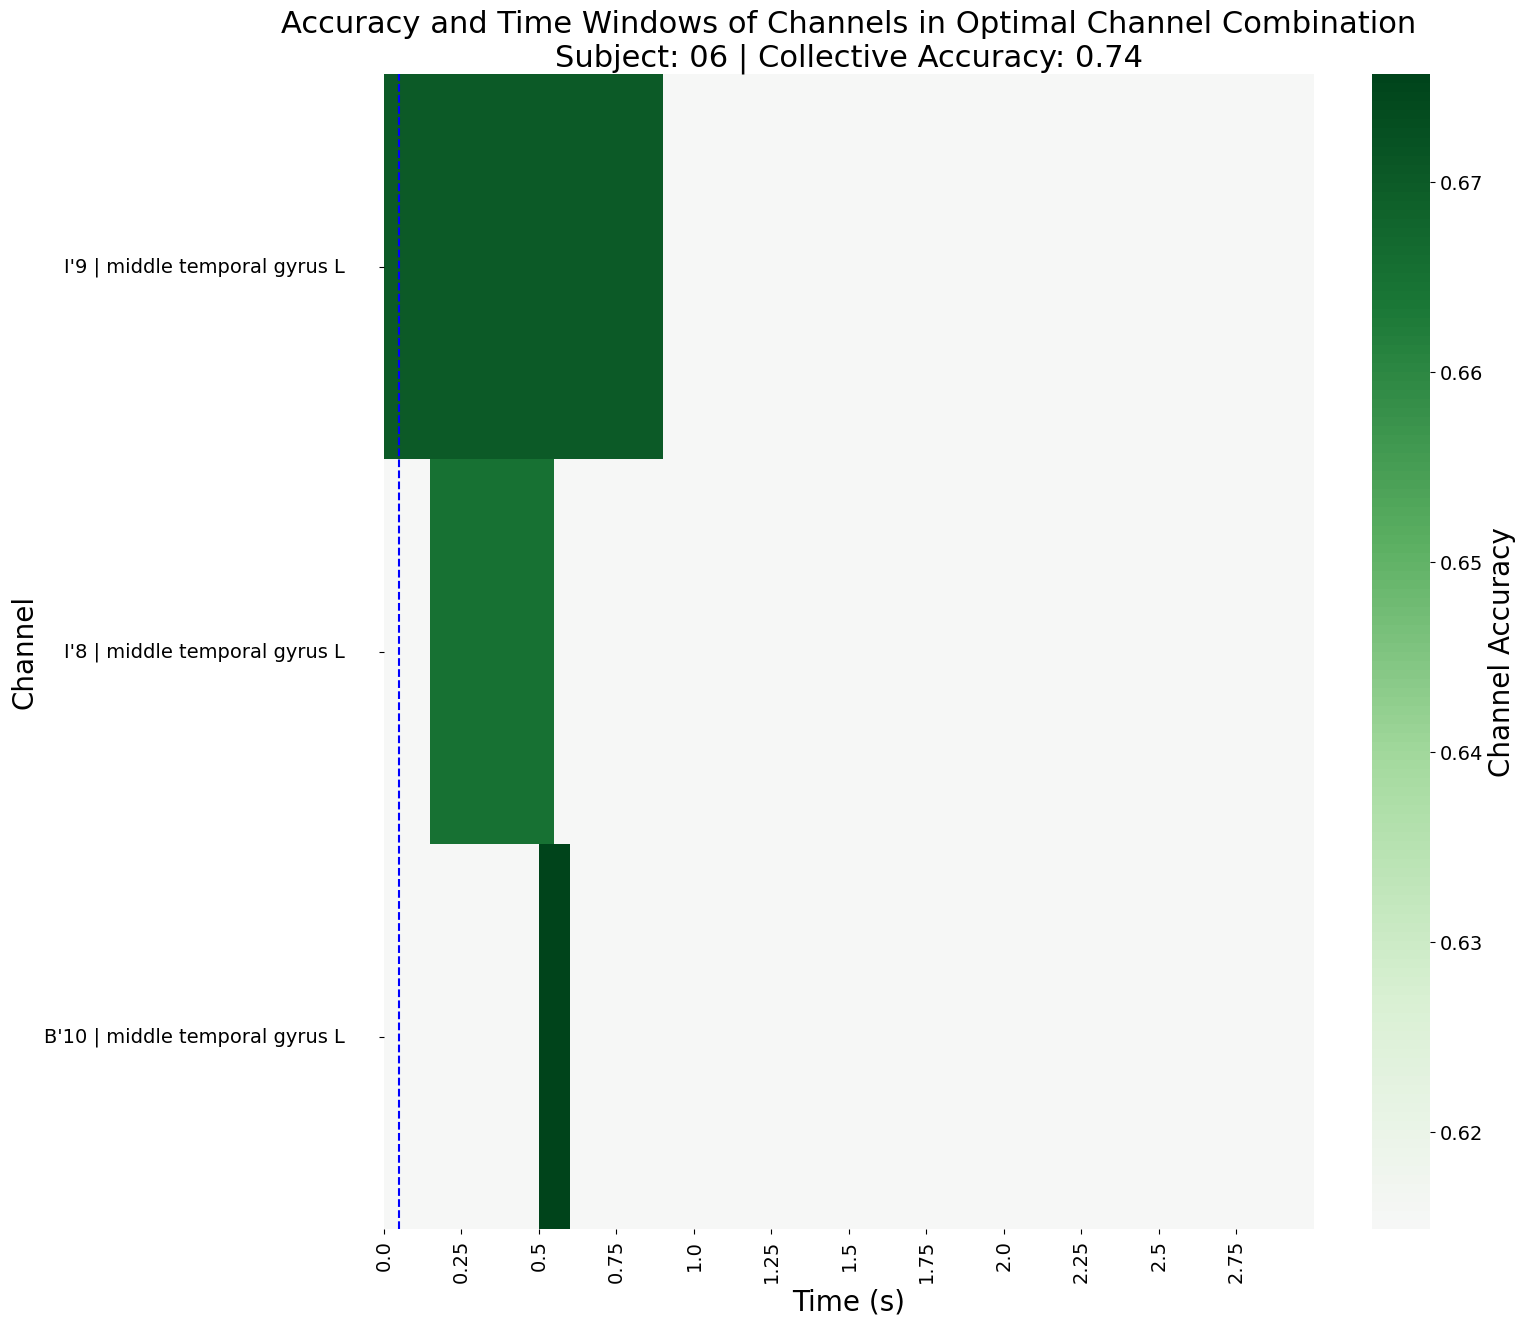 Accuracy and Time Windows of Channels in Optimal Channel Combination
Subject: 06 | Collective Accuracy: 0.74
Channel
I'9 | middle temporal gyrus L
I'8 | middle temporal gyrus L
B'10 | middle temporal gyrus L
0.0
0.25
0.5
0.75
1.0
1.25
1.5
1.75
2.0
2.25
2.5
2.75
Time (s)
0.67
0.66
0.65
0.64
0.63
0.62
Channel Accuracy